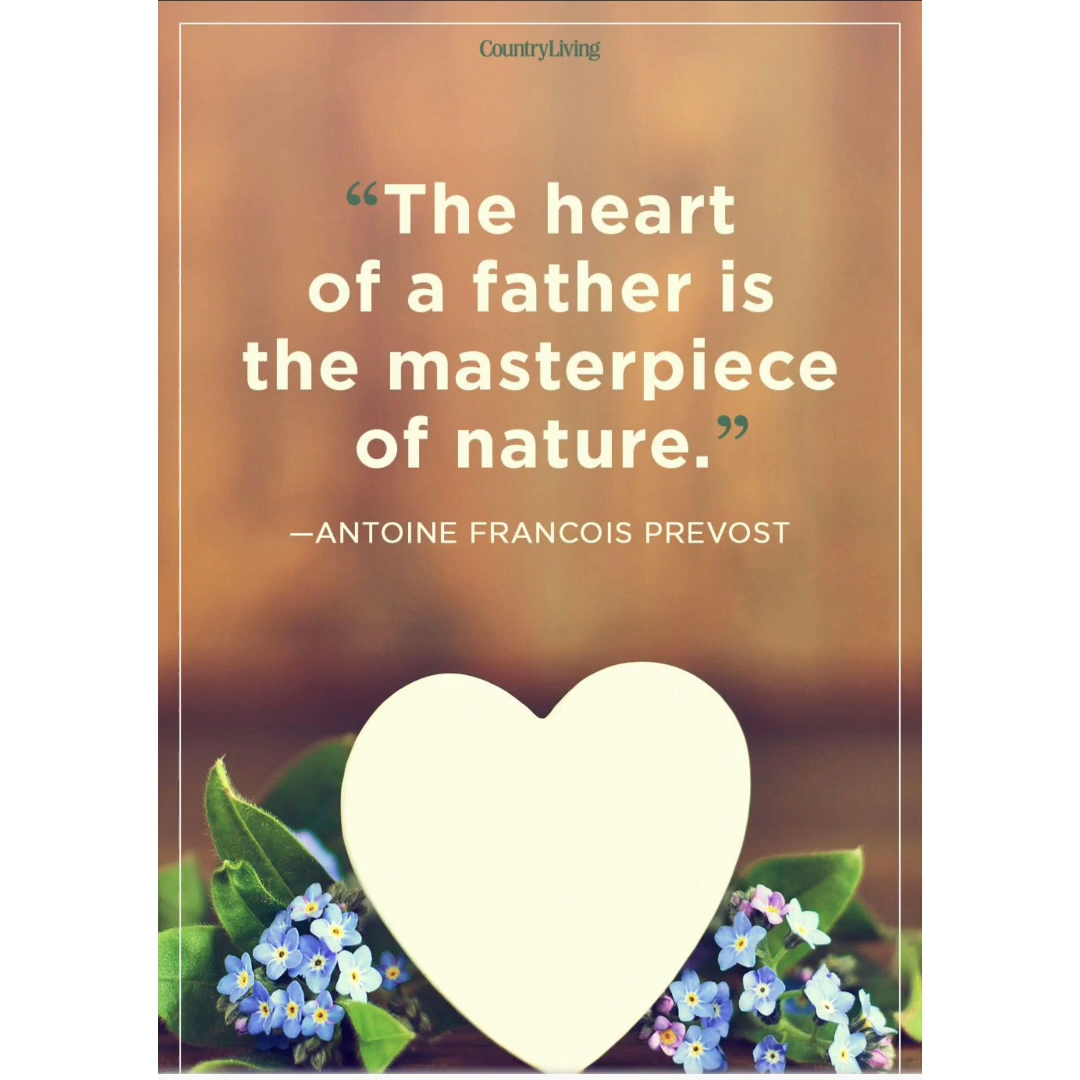 CountryLiving
“The heart
of a father is
the masterpiece
of nature.”
—ANTOINE FRANCOIS PREVOST